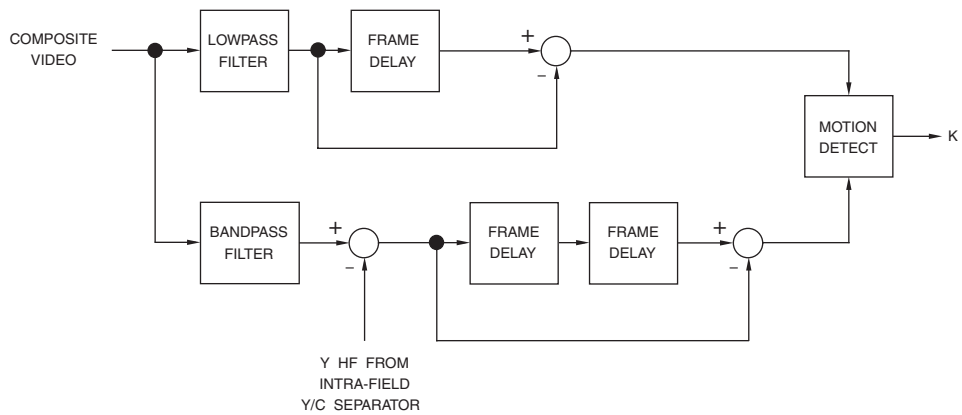 COMPOSITE
VIDEO
LOWPASS
FILTER
FRAME
DELAY
+
–
MOTION
DETECT
K
BANDPASS
FILTER
+
–
FRAME
DELAY
FRAME
DELAY
+
–
Y HF FROM
INTRA-FIELD
Y/C SEPARATOR